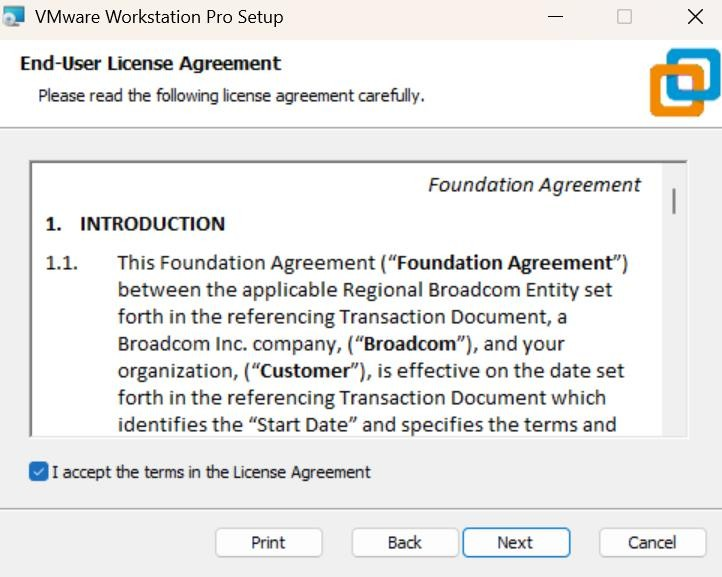 VMware Workstation Pro Setup
End-User License Agreement
Please read the following license agreement carefully.
Foundation Agreement
1. INTRODUCTION
1.1. This Foundation Agreement (“Foundation Agreement”)
between the applicable Regional Broadcom Entity set
forth in the referencing Transaction Document, a
Broadcom Inc. company, (“Broadcom”), and your
organization, (“Customer”), is effective on the date set
forth in the referencing Transaction Document which
identifies the “Start Date” and specifies the terms and
I accept the terms in the License Agreement
Print
Back
Next
Cancel